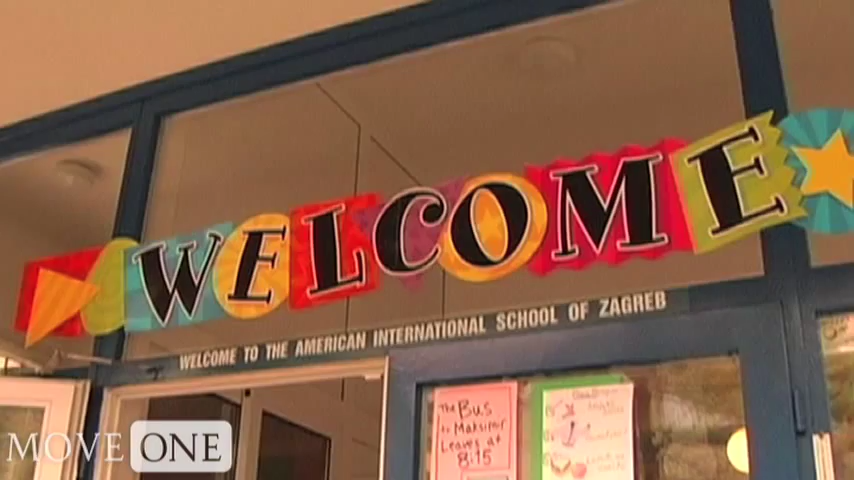 WELCOME
WELCOME TO THE AMERICAN INTERNATIONAL SCHOOL OF ZAGREB
THE BUS
to Maksimir
Leaves at
8:15
MOVE ONE